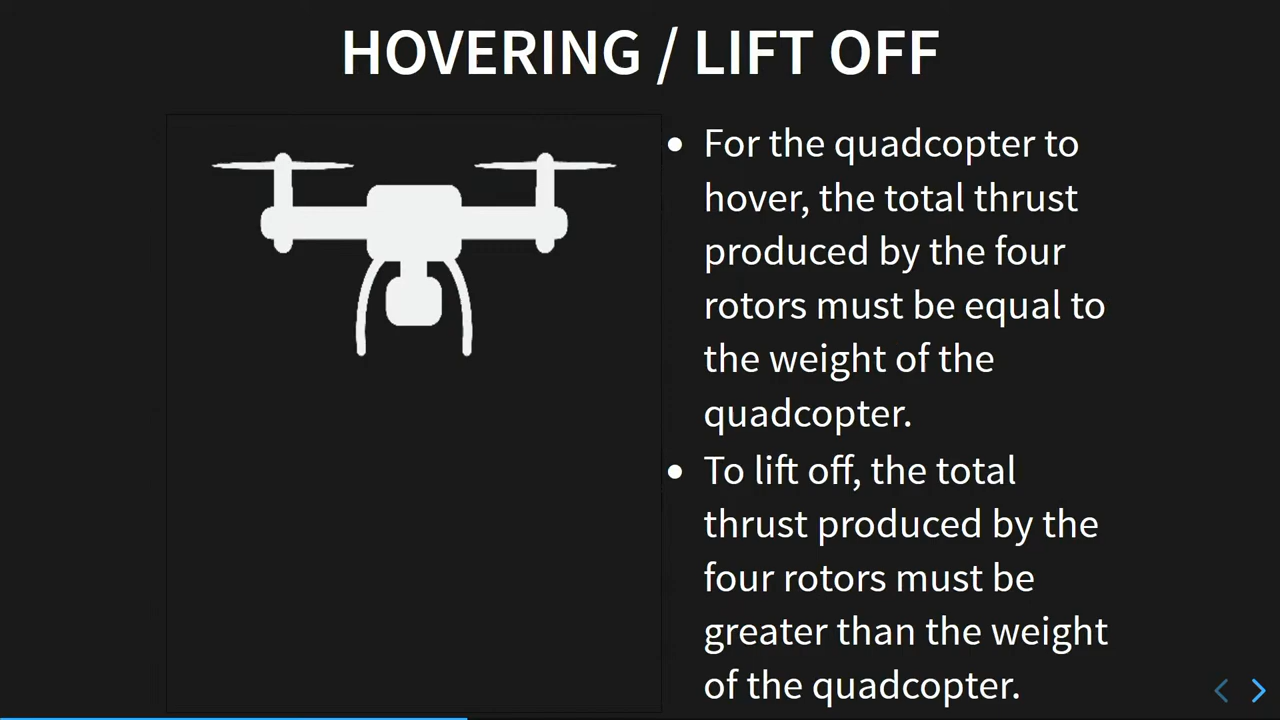 HOVERING / LIFT OFF
• For the quadcopter to
hover, the total thrust
produced by the four
rotors must be equal to
the weight of the
quadcopter.
• To lift off, the total
thrust produced by the
four rotors must be
greater than the weight
of the quadcopter.